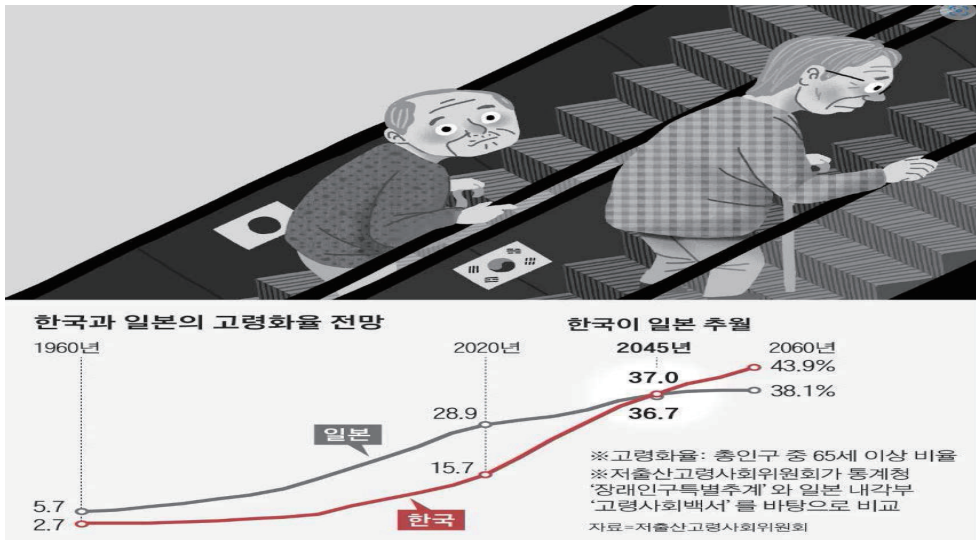 한국과 일본의 고령화율 전망
한국이 일본 추월
1960년
2020년
2045년
2060년
37.0
43.9%
36.7
38.1%
28.9
일본
15.7
5.7
2.7
한국
※고령화율: 총인구 중 65세 이상 비율
※저출산고령사회위원회가 통계청
‘장래인구특별추계’와 일본 내각부
‘고령사회백서’를 바탕으로 비교
자료=저출산고령사회위원회